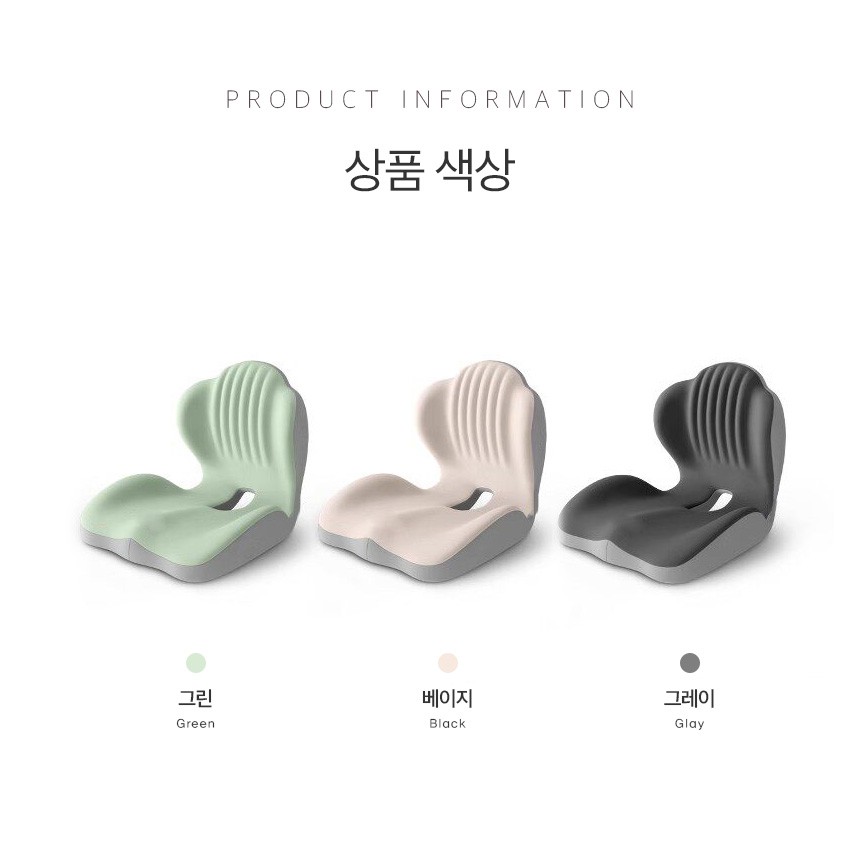 PRODUCT INFORMATION
상품 색상
그린
Green
베이지
Black
그레이
Glay